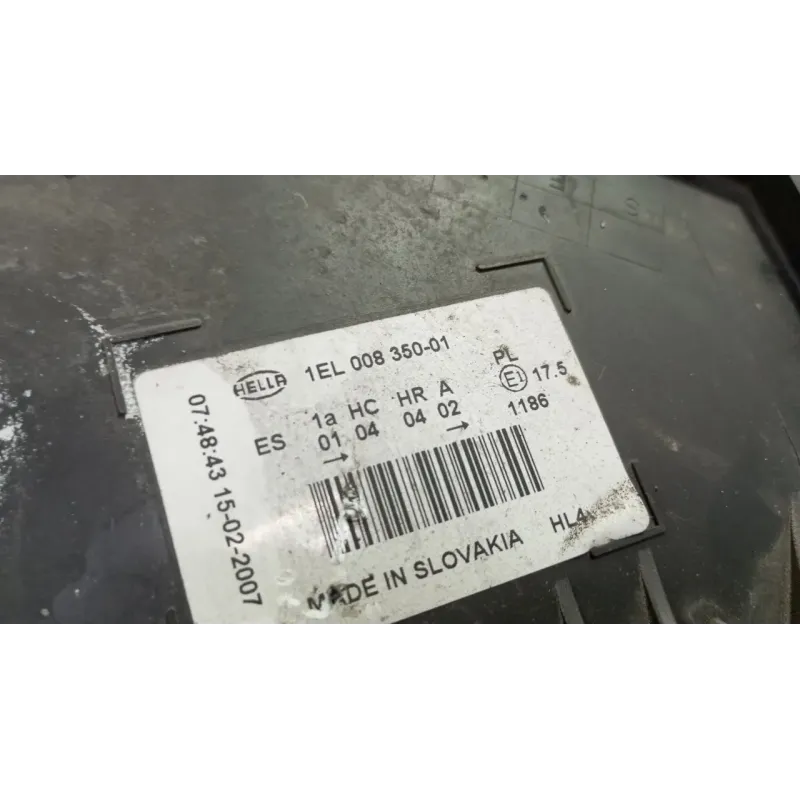 HELLA 1EL 008 350-01
PL
1a HC HR A
E1 17.5
ES 01 04 04 02
1186
→ →
MADE IN SLOVAKIA
HL4
07:48:43 15-02-2007